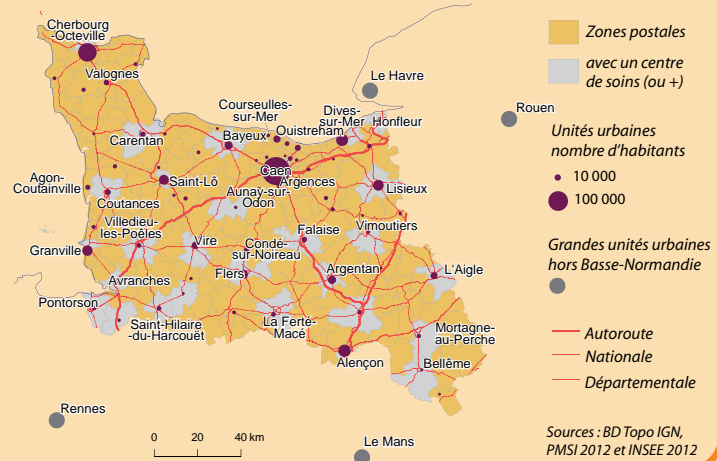 Cherbourg
-Octeville
Valognes
Carentan
Courseulles-
sur-Mer
Bayeux
Ouistreham
Dives-
sur-Mer
Honfleur
Le Havre
Rouen
Agon-
Coutainville
Saint-Lô
Coutances
Caen
Argences
Aunay-sur-
Odon
Lisieux
Villedieu-
les-Poêles
Granville
Vire
Condé-
sur-Noireau
Falaise
Vimoutiers
Avranches
Flers
Argentan
L'Aigle
Pontorson
Saint-Hilaire
-du-Harcouët
La Ferté-
Macé
Mortagne-
au-Perche
Alençon
Bellême
Rennes
Le Mans
0 20 40 km
Zones postales
avec un centre
de soins (ou +)
Unités urbaines
nombre d'habitants
10 000
100 000
Grandes unités urbaines
hors Basse-Normandie
Autoroute
Nationale
Départementale
Sources : BD Topo IGN,
PMSI 2012 et INSEE 2012